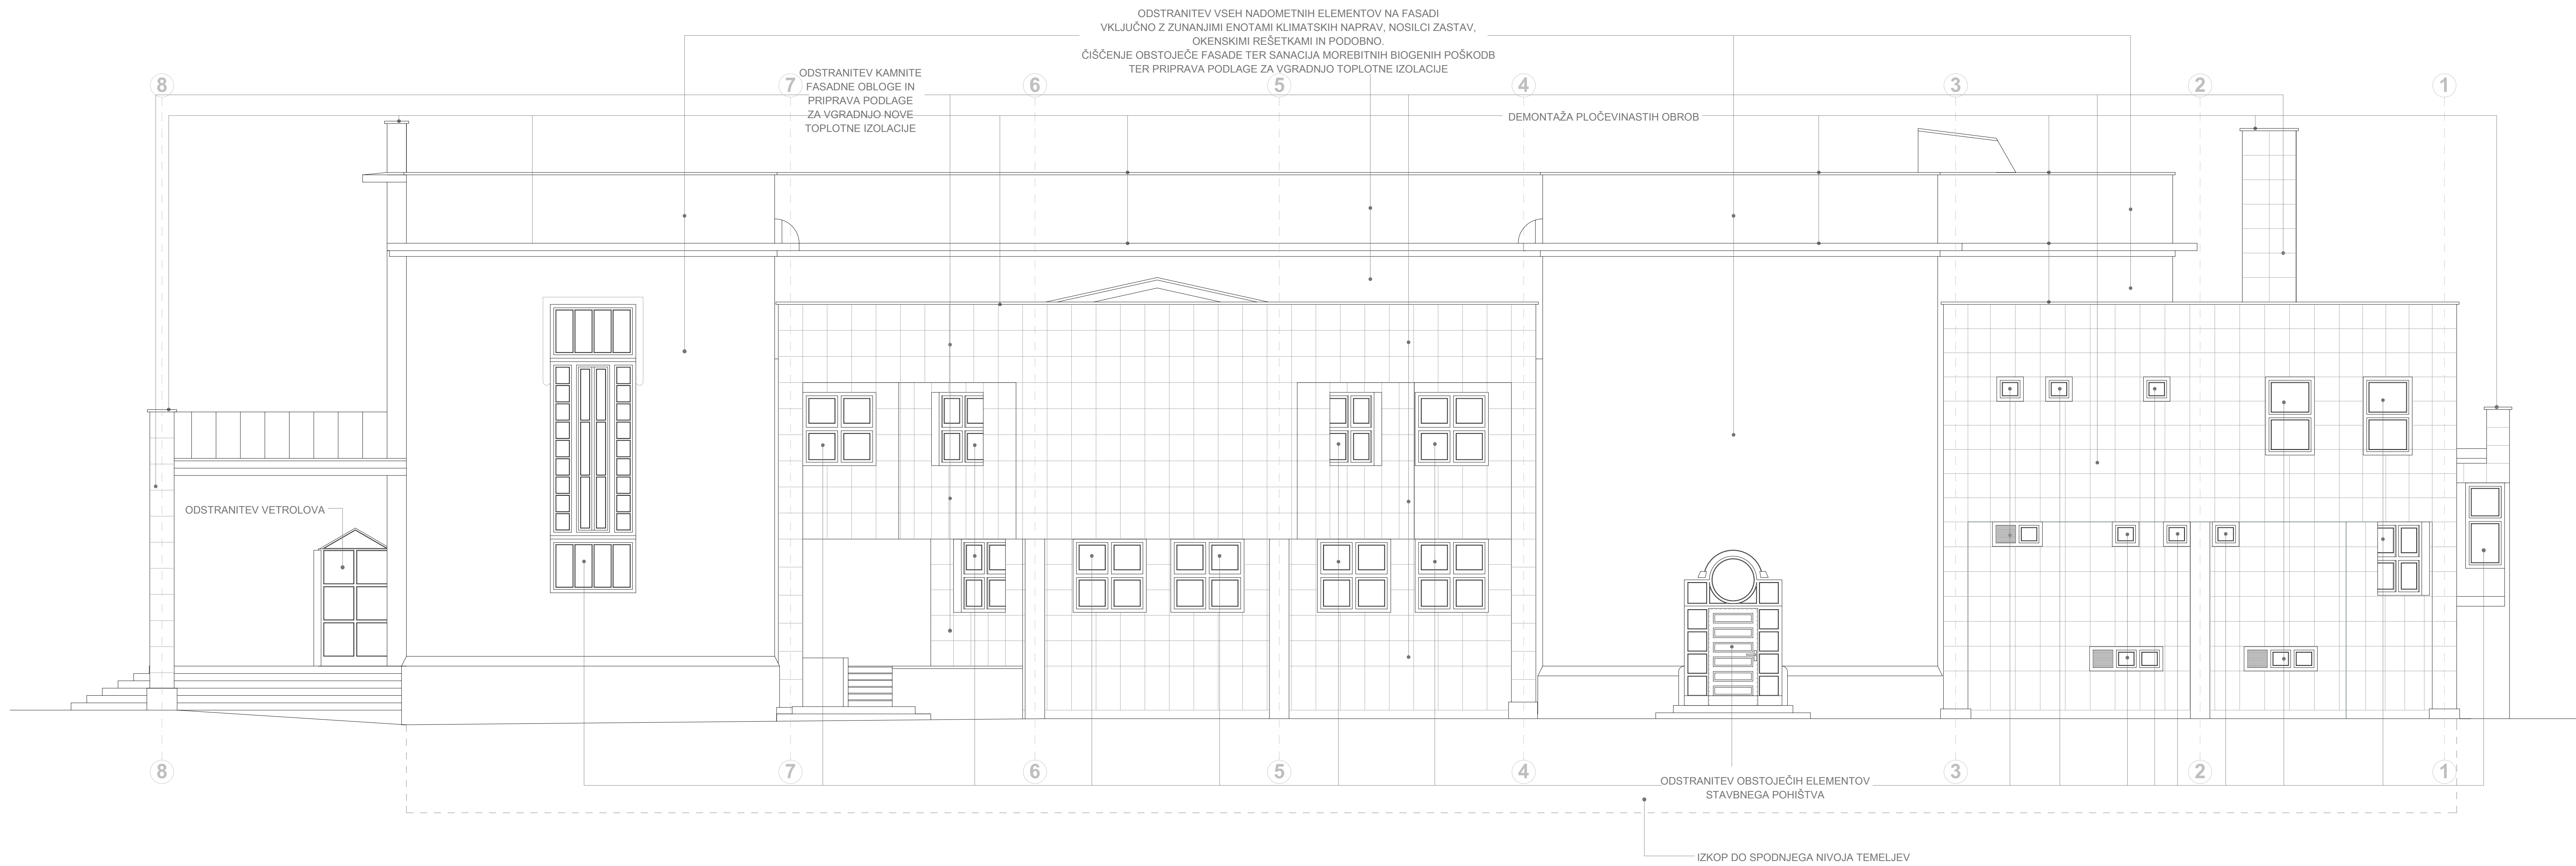 ODSTRANITEV VSEH NADOMETNIH ELEMENTOV NA FASADI
VKLJUČNO Z ZUNANJIMI ENOTAMI KLIMATSKIH NAPRAV, NOSILCI ZASTAV,
OKENSKIMI REŠETKAMI IN PODOBNO.
ČIŠČENJE OBSTOJEČE FASADE TER SANACIJA MOREBITNIH BIOGENIH POŠKODB
TER PRIPRAVA PODLAGE ZA VGRADNJO TOPLOTNE IZOLACIJE
ODSTRANITEV KAMNITE
FASADNE OBLOGE IN
PRIPRAVA PODLAGE
ZA VGRADNJO NOVE
TOPLOTNE IZOLACIJE
8 7 6 5 4 3 2 1
DEMONTAŽA PLOČEVINASTIH OBROB
ODSTRANITEV VETROLOVA
8 7 6 5 4 3 2 1
ODSTRANITEV OBSTOJEČIH ELEMENTOV
STAVBNEGA POHIŠTVA
IZKOP DO SPODNJEGA NIVOJA TEMELJEV